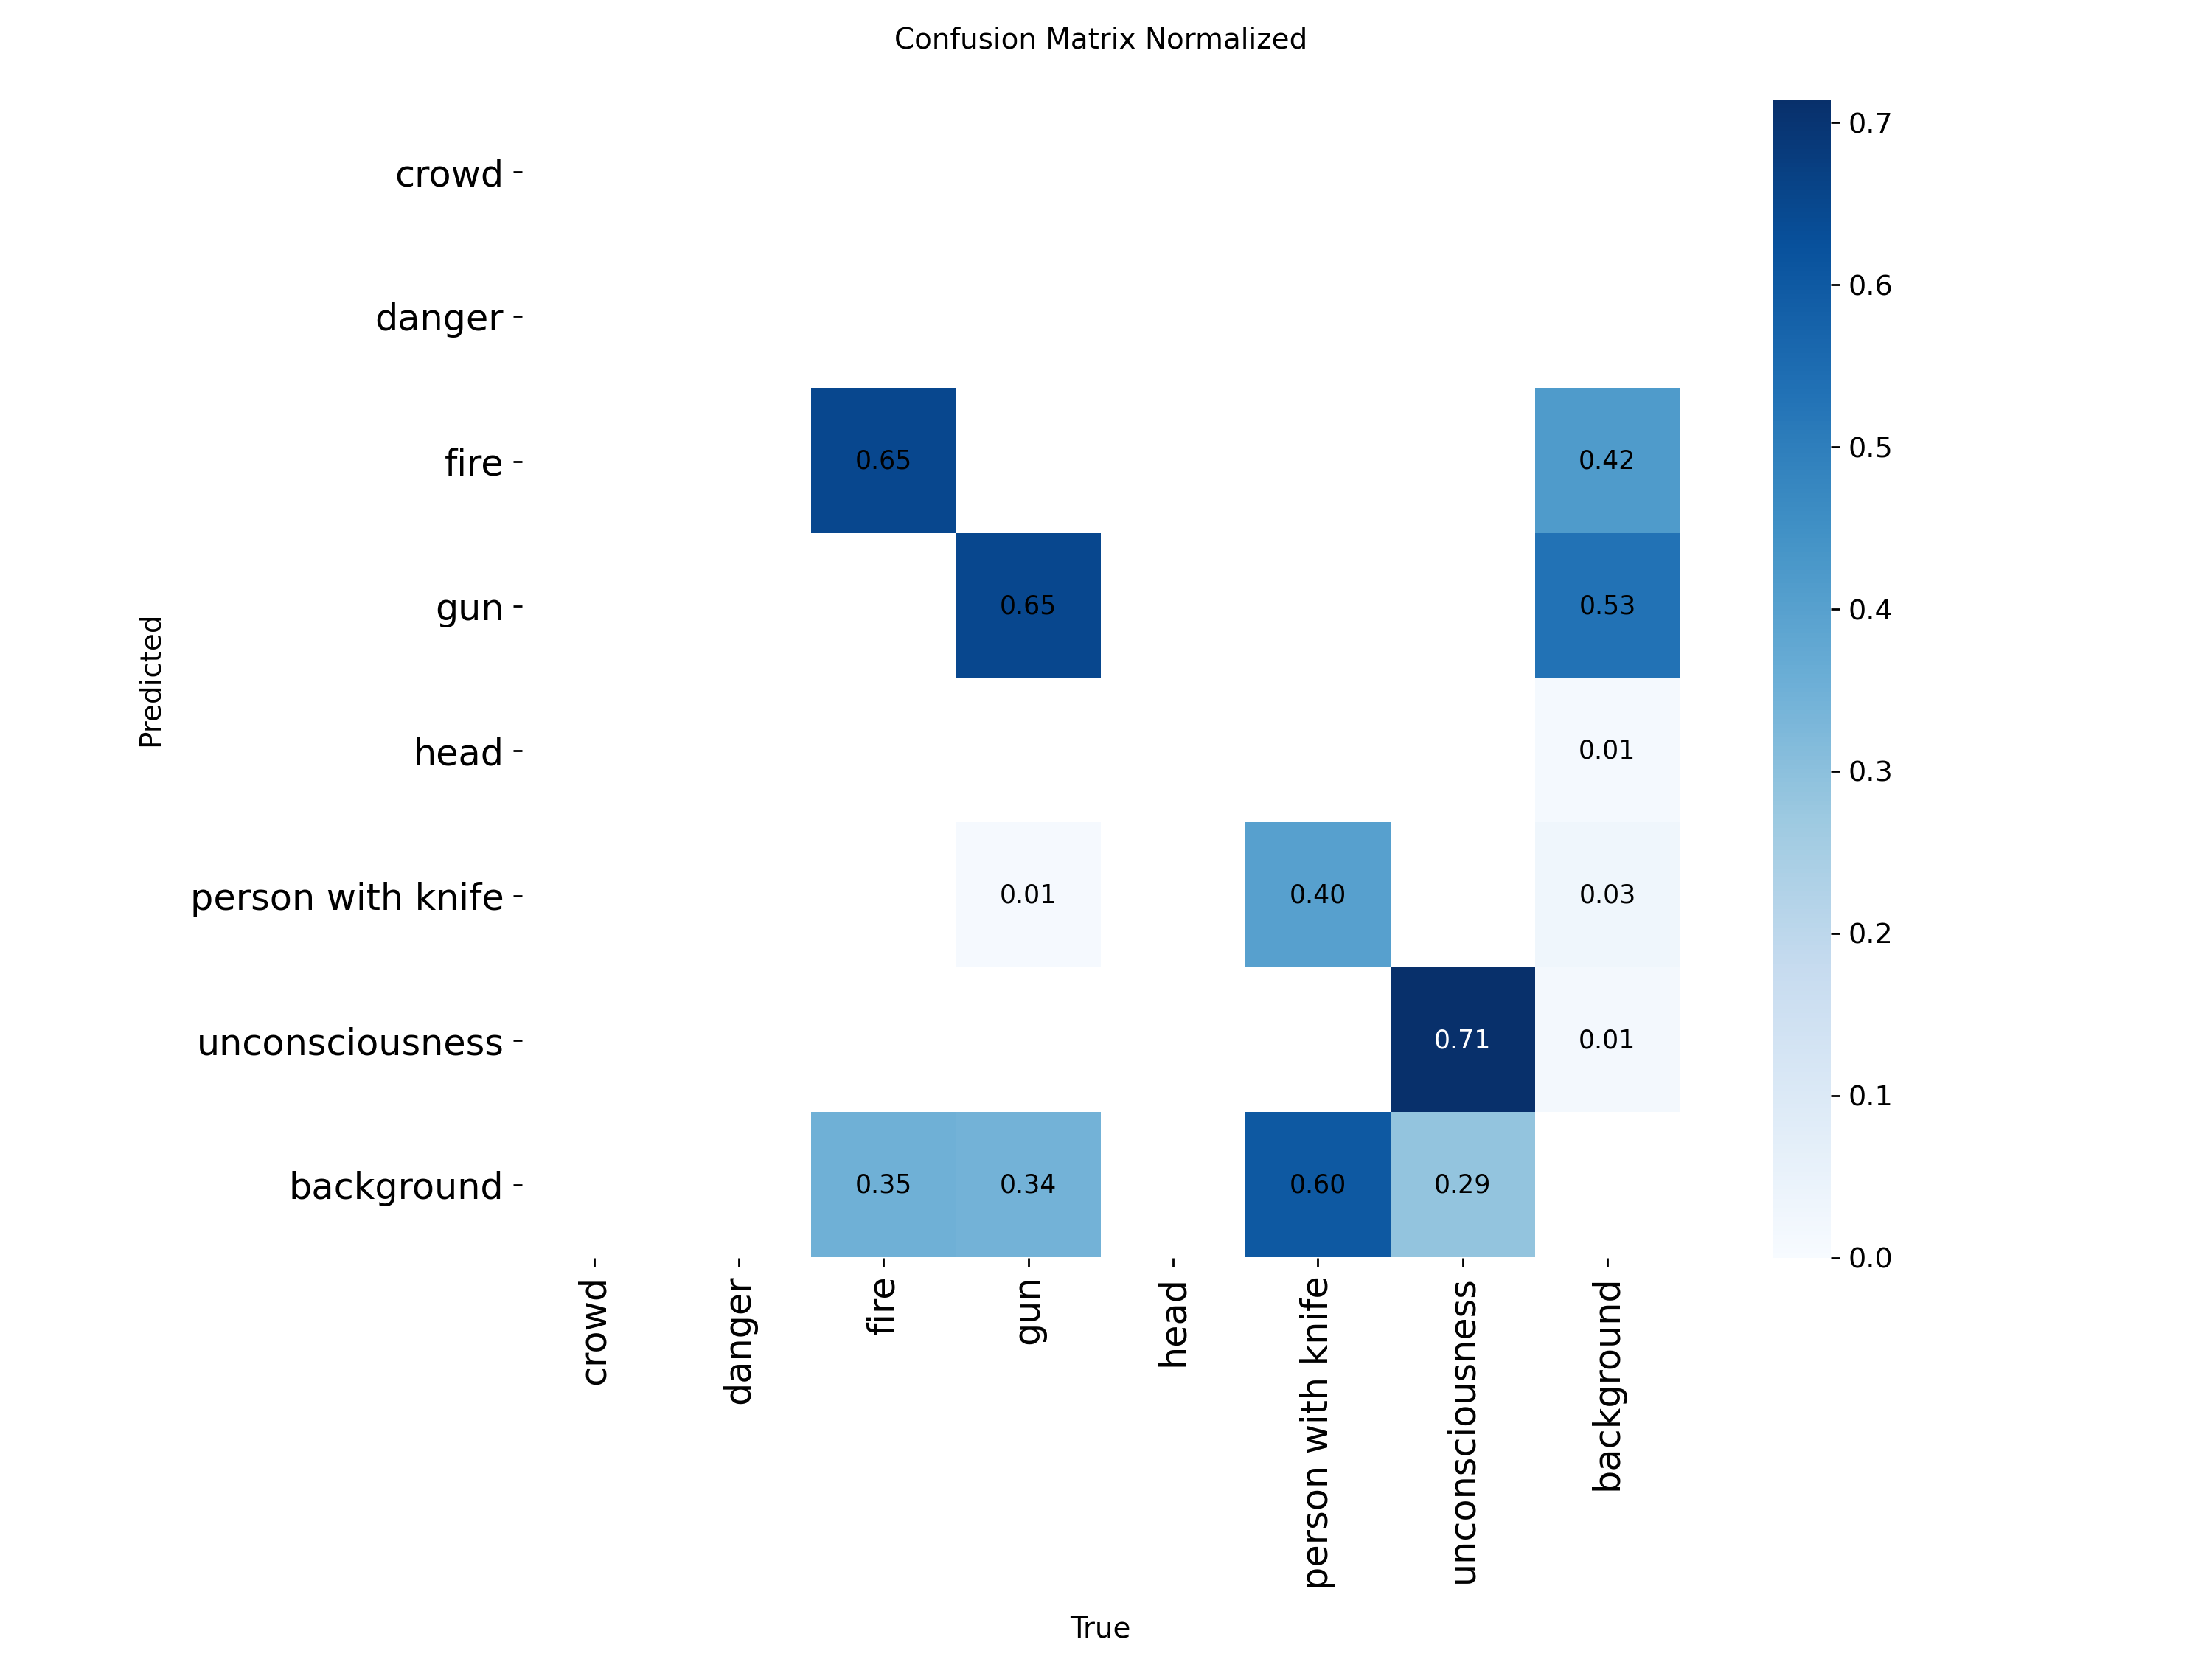 Confusion Matrix Normalized
crowd
danger
fire
gun
head
person with knife
unconsciousness
background
Predicted
0.65 0.42
0.65 0.53
0.01
0.01 0.40 0.03
0.71 0.01
0.35 0.34 0.60 0.29
crowd
danger
fire
gun
head
person with knife
unconsciousness
background
True
0.7
0.6
0.5
0.4
0.3
0.2
0.1
0.0